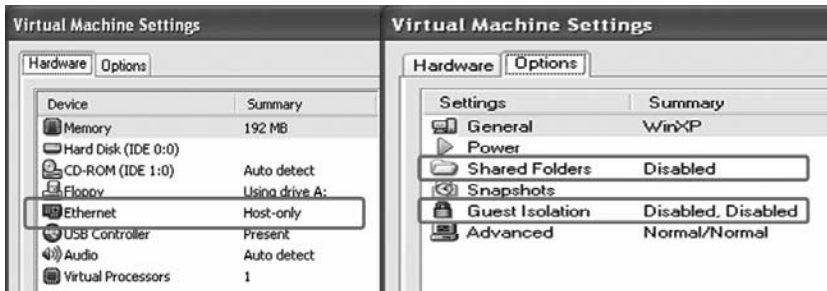 Virtual Machine Settings
Hardware Options
Device Summary
Memory 192 MB
Hard Disk (IDE 0:0)
CD-ROM (IDE 1:0) Auto detect
Floppy Using drive A:
Ethernet Host-only
USB Controller Present
Audio Auto detect
Virtual Processors 1
Virtual Machine Settings
Hardware Options
Settings Summary
General WinXP
Power
Shared Folders Disabled
Snapshots
Guest Isolation Disabled, Disabled
Advanced Normal/Normal